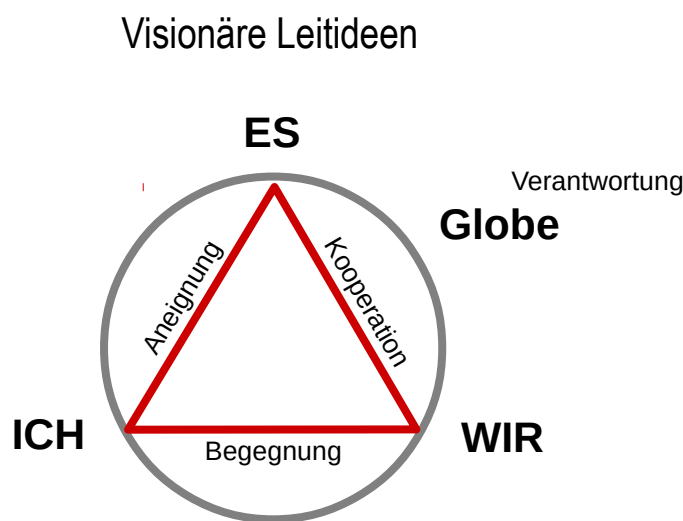 Visionäre Leitideen
ES
Verantwortung
Globe
Aneignung
Kooperation
ICH
Begegnung
WIR